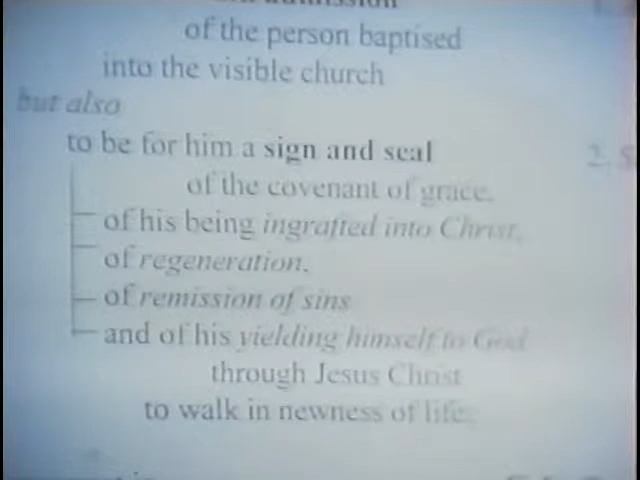 admission
of the person baptised
into the visible church
but also
to be for him a sign and seal
2. S
of the covenant of grace,
of his being ingrafted into Christ,
of regeneration,
of remission of sins
and of his yielding himself to God
through Jesus Christ
to walk in newness of life.